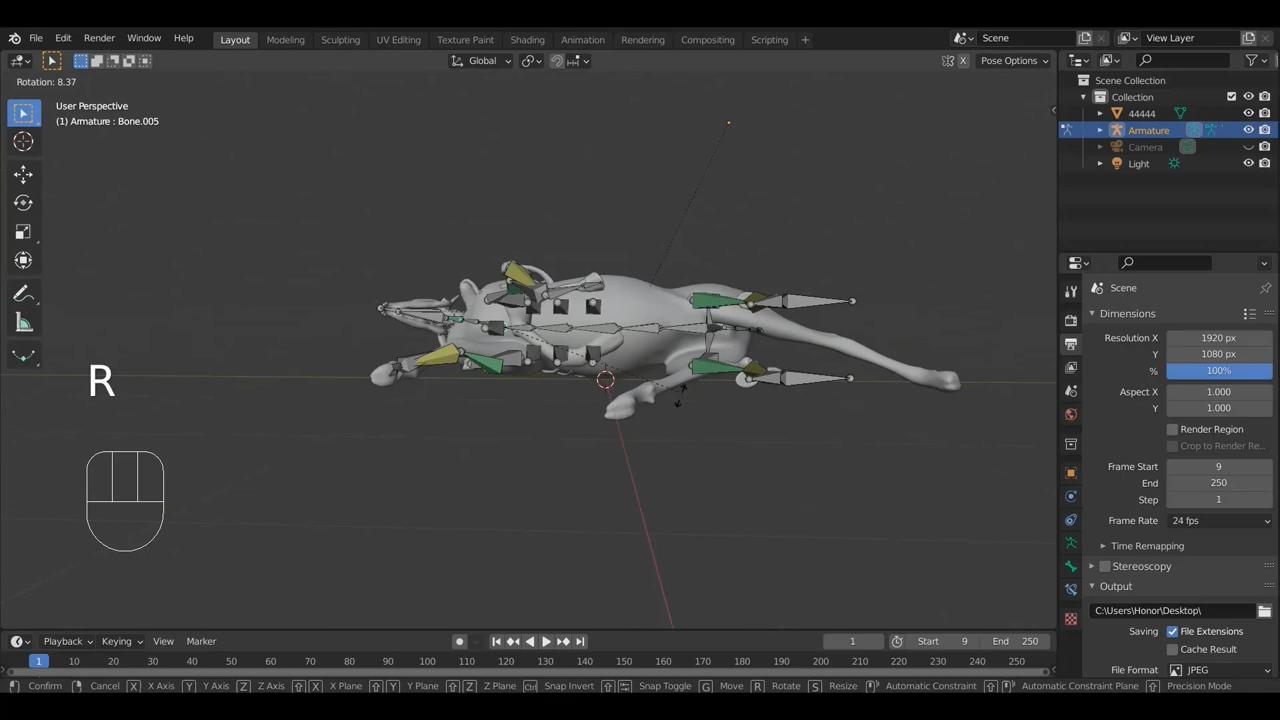 File Edit Render Window Help Layout Modeling Sculpting UV Editing Texture Paint Shading Animation Rendering Compositing Scripting + Scene View Layer
Global X Pose Options
Rotation: 8.37
User Perspective
(1) Armature : Bone.005
R
Scene Collection
Collection
44444
Armature
Camera
Light
Scene
Dimensions
Resolution X 1920 px
Y 1080 px
% 100%
Aspect X 1.000
Y 1.000
Render Region
Crop to Render Re...
Frame Start 9
End 250
Step 1
Frame Rate 24 fps
Time Remapping
Stereoscopy
Output
C:\Users\Honor\Desktop\
Saving File Extensions
Cache Result
File Format JPEG
Playback Keying View Marker 1 Start 9 End 250
1 10 20 30 40 50 60 70 80 90 100 110 120 130 140 150 160 170 180 190 200 210 220 230 240 250
Confirm Cancel X X Axis Y Y Axis Z Z Axis X X Plane Y Y Plane Z Z Plane Ctrl Snap Invert Snap Toggle G Move R Rotate S Resize Automatic Constraint Automatic Constraint Plane Precision Mode